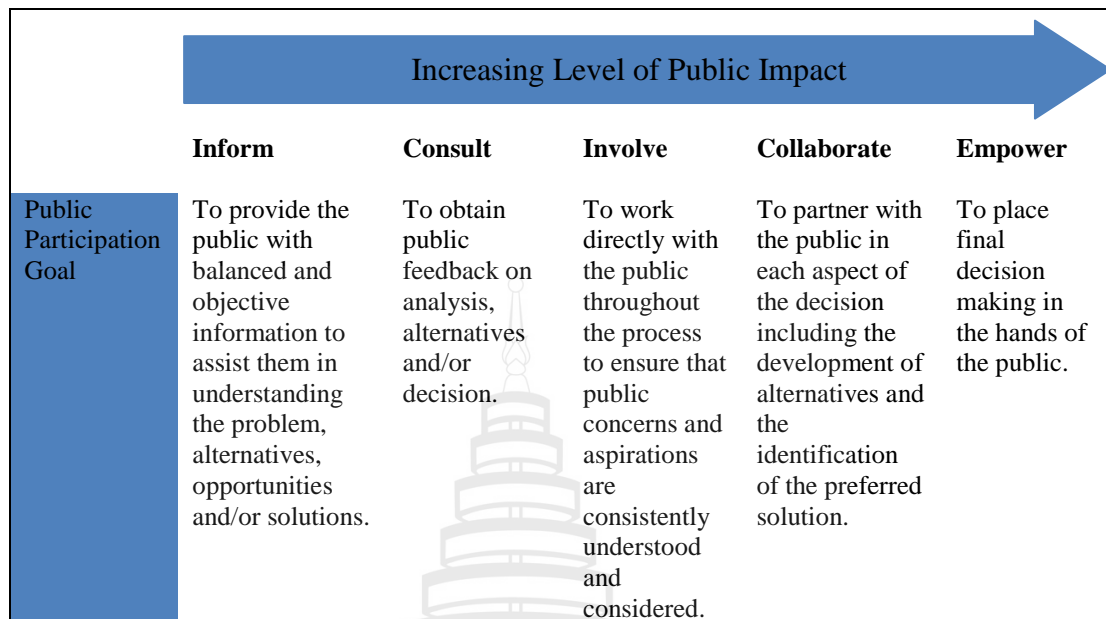 Increasing Level of Public Impact
Inform
Consult
Involve
Collaborate
Empower
Public
Participation
Goal
To provide the
public with
balanced and
objective
information to
assist them in
understanding
the problem,
alternatives,
opportunities
and/or solutions.
To obtain
public
feedback on
analysis,
alternatives
and/or
decision.
To work
directly with
the public
throughout
the process
to ensure that
public
concerns and
aspirations
are
consistently
understood
and
considered.
To partner with
the public in
each aspect of
the decision
including the
development of
alternatives and
the
identification
of the preferred
solution.
To place
final
decision
making in
the hands of
the public.